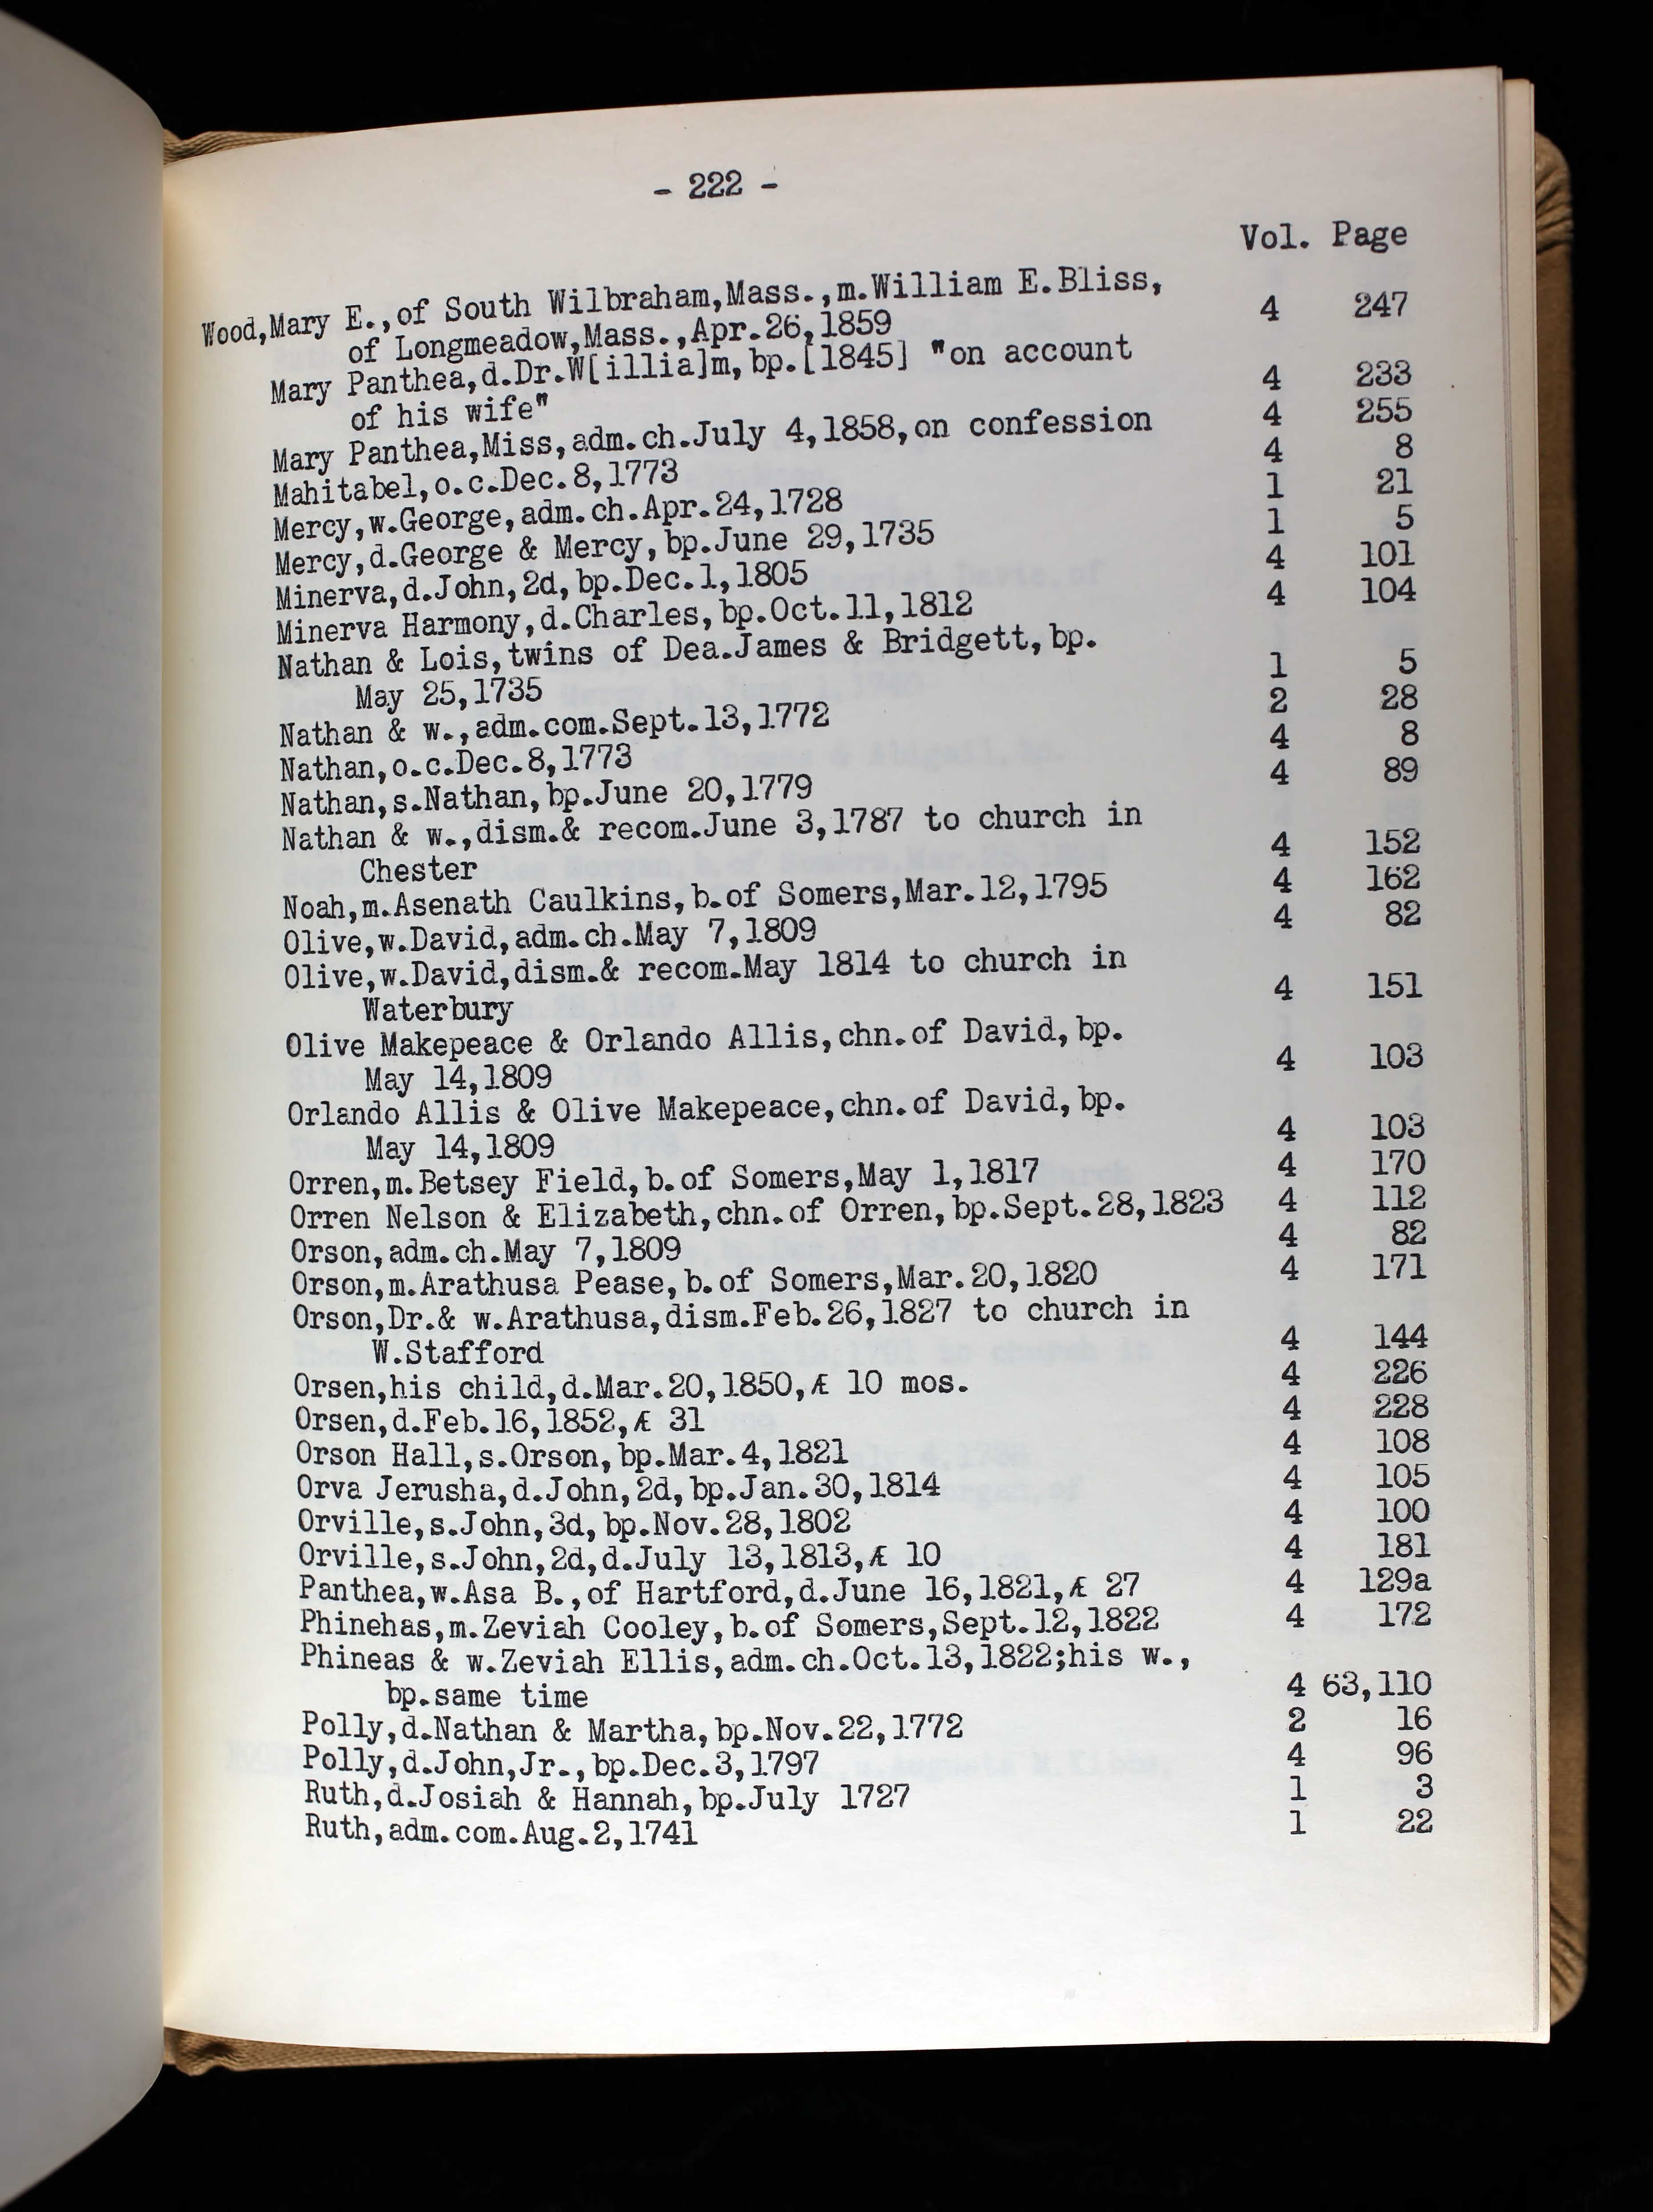 - 222 -
Vol. Page
Wood,Mary E.,of South Wilbraham,Mass.,m.William E.Bliss,
of Longmeadow,Mass.,Apr.26,1859 4 247
Mary Panthea,d.Dr.W[illia]m,bp.[1845] "on account
of his wife" 4 233
Mary Panthea,Miss,adm.ch.July 4,1858,on confession 4 255
Mahitabel,o.c.Dec.8,1773 4 8
Mercy,w.George,adm.ch.Apr.24,1728 1 21
Mercy,d.George & Mercy,bp.June 29,1735 1 5
Minerva,d.John,2d,bp.Dec.1,1805 4 101
Minerva Harmony,d.Charles,bp.Oct.11,1812 4 104
Nathan & Lois,twins of Dea.James & Bridgett,bp.
May 25,1735 1 5
Nathan & w.,adm.com.Sept.13,1772 2 28
Nathan,o.c.Dec.8,1773 4 8
Nathan,s.Nathan,bp.June 20,1779 4 89
Nathan & w.,dism.& recom.June 3,1787 to church in
Chester 4 152
Noah,m.Asenath Caulkins,b.of Somers,Mar.12,1795 4 162
Olive,w.David,adm.ch.May 7,1809 4 82
Olive,w.David,dism.& recom.May 1814 to church in
Waterbury 4 151
Olive Makepeace & Orlando Allis,chn.of David,bp.
May 14,1809 4 103
Orlando Allis & Olive Makepeace,chn.of David,bp.
May 14,1809 4 103
Orren,m.Betsey Field,b.of Somers,May 1,1817 4 170
Orren Nelson & Elizabeth,chn.of Orren,bp.Sept.28,1823 4 112
Orson,adm.ch.May 7,1809 4 82
Orson,m.Arathusa Pease,b.of Somers,Mar.20,1820 4 171
Orson,Dr.& w.Arathusa,dism.Feb.26,1827 to church in
W.Stafford 4 144
Orsen,his child,d.Mar.20,1850,Æ 10 mos. 4 226
Orsen,d.Feb.16,1852,Æ 31 4 228
Orson Hall,s.Orson,bp.Mar.4,1821 4 108
Orva Jerusha,d.John,2d,bp.Jan.30,1814 4 105
Orville,s.John,3d,bp.Nov.28,1802 4 100
Orville,s.John,2d,d.July 13,1813,Æ 10 4 181
Panthea,w.Asa B.,of Hartford,d.June 16,1821,Æ 27 4 129a
Phinehas,m.Zeviah Cooley,b.of Somers,Sept.12,1822 4 172
Phineas & w.Zeviah Ellis,adm.ch.Oct.13,1822;his w.,
bp.same time 4 63,110
Polly,d.Nathan & Martha,bp.Nov.22,1772 2 16
Polly,d.John,Jr.,bp.Dec.3,1797 4 96
Ruth,d.Josiah & Hannah,bp.July 1727 1 3
Ruth,adm.com.Aug.2,1741 1 22